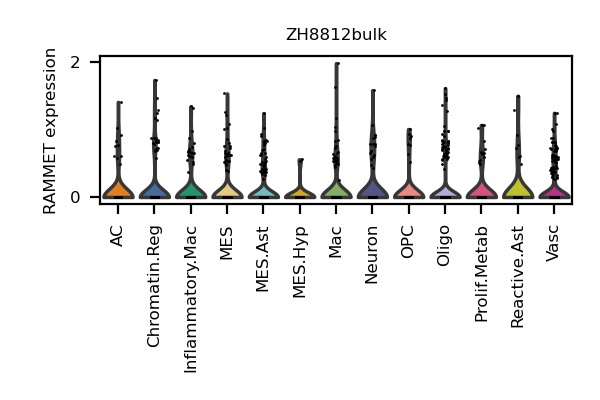 ZH8812bulk
RAMMET expression
2
0
AC
Chromatin.Reg
Inflammatory.Mac
MES
MES.Ast
MES.Hyp
Mac
Neuron
OPC
Oligo
Prolif.Metab
Reactive.Ast
Vasc